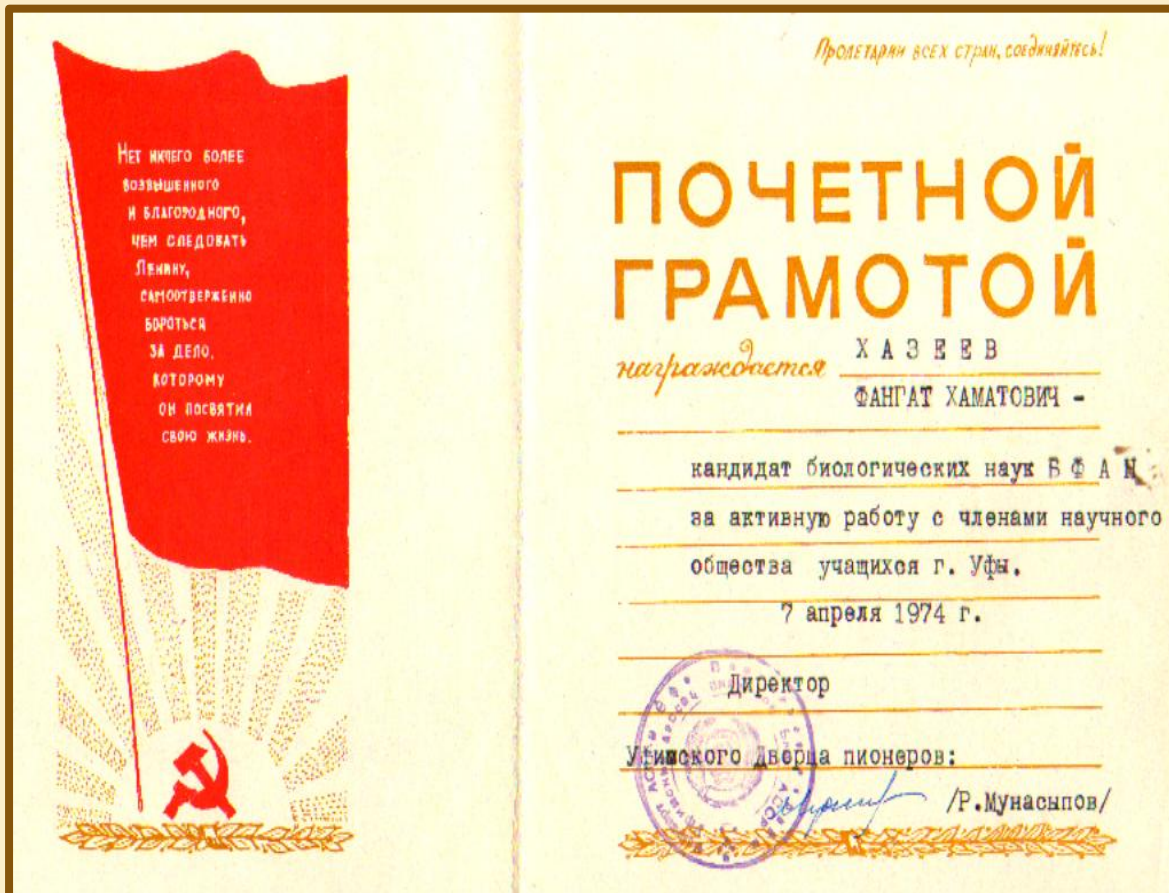 Нет ничего более
возвышенного
и благородного,
чем следовать
Ленину,
самоотверженно
бороться
за дело,
которому
он посвятил
свою жизнь.
Пролетарии всех стран, соединяйтесь!
ПОЧЕТНОЙ
ГРАМОТОЙ
награждается ХАЗЕЕВ
ФАНГАТ ХАМАТОВИЧ -
кандидат биологических наук Б Ф А Н
за активную работу с членами научного
общества учащихся г. Уфы.
7 апреля 1974 г.
Директор
Уфимского Дворца пионеров:
/Р.Мунасыпов/